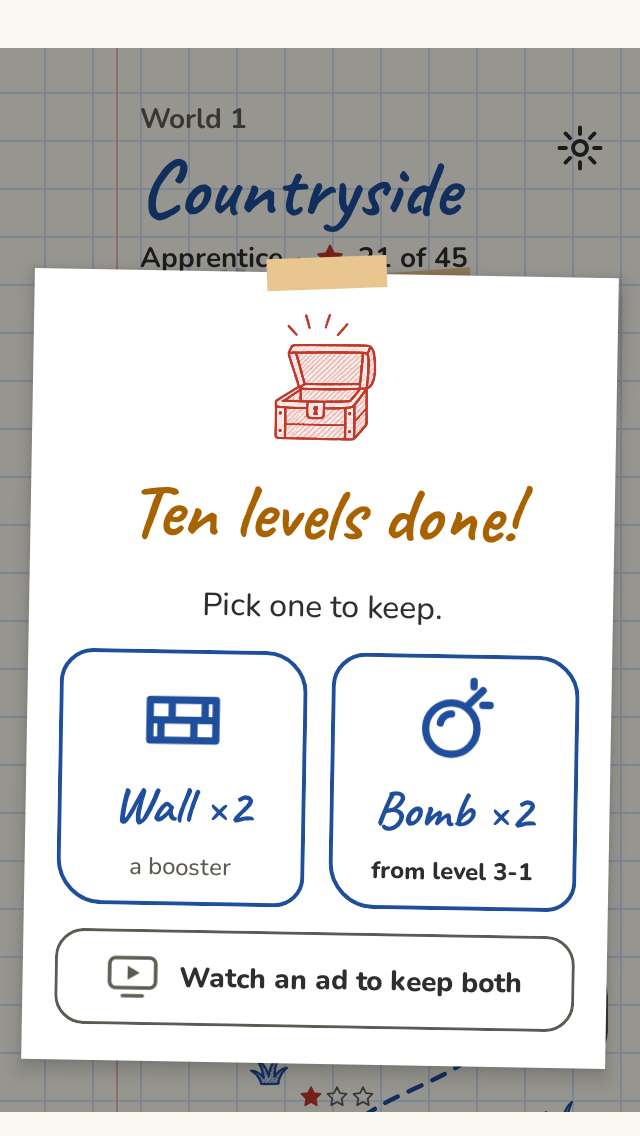 World 1
Countryside
Apprentice 21 of 45
Ten levels done!
Pick one to keep.
Wall ×2
a booster
Bomb ×2
from level 3-1
Watch an ad to keep both